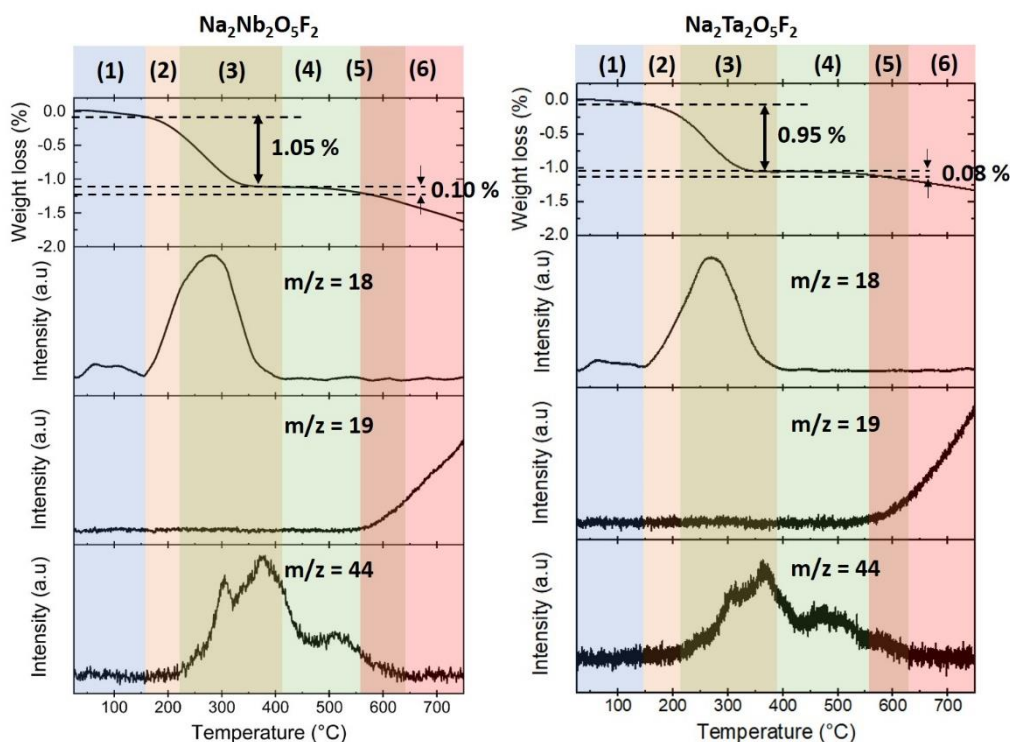 Na₂Nb₂O₅F₂
(1) (2) (3) (4) (5) (6)
Weight loss (%)
0.0
-0.5
-1.0
-1.5
-2.0
1.05 %
0.10 %
Intensity (a.u)
m/z = 18
Intensity (a.u)
m/z = 19
Intensity (a.u)
m/z = 44
100 200 300 400 500 600 700
Temperature (°C)
Na₂Ta₂O₅F₂
(1) (2) (3) (4) (5) (6)
Weight loss (%)
0.0
-0.5
-1.0
-1.5
-2.0
0.95 %
0.08 %
Intensity (a.u)
m/z = 18
Intensity (a.u)
m/z = 19
Intensity (a.u)
m/z = 44
100 200 300 400 500 600 700
Temperature (°C)